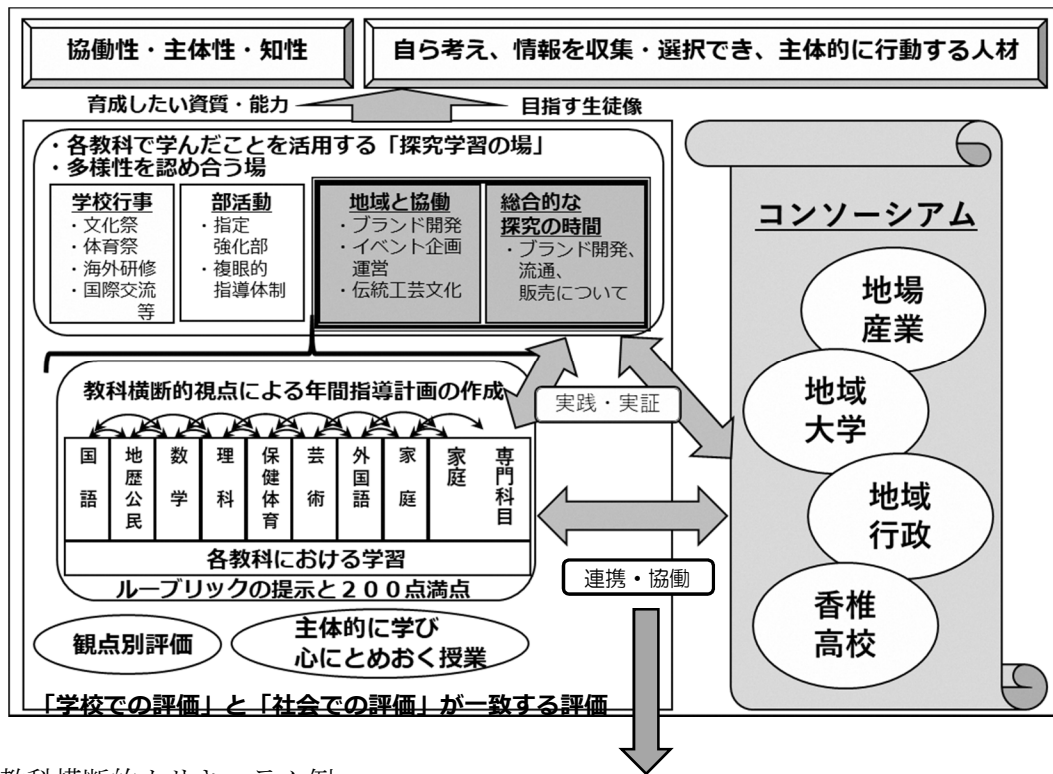 協働性・主体性・知性
自ら考え、情報を収集・選択でき、主体的に行動する人材
育成したい資質・能力
目指す生徒像
・各教科で学んだことを活用する「探究学習の場」
・多様性を認め合う場
学校行事
・文化祭
・体育祭
・海外研修
・国際交流
等
部活動
・指定
強化部
・複眼的
指導体制
地域と協働
・ブランド開発
・イベント企画
運営
・伝統工芸文化
総合的な
探究の時間
・ブランド開発、
流通、
販売について
教科横断的視点による年間指導計画の作成
国語
地歴公民
数学
理科
保健体育
芸術
外国語
家庭
家庭
専門科目
各教科における学習
ルーブリックの提示と２００点満点
観点別評価
主体的に学び
心にとめおく授業
「学校での評価」と「社会での評価」が一致する評価
実践・実証
連携・協働
コンソーシアム
地場
産業
地域
大学
地域
行政
香椎
高校
教科横断的カリキュラム例